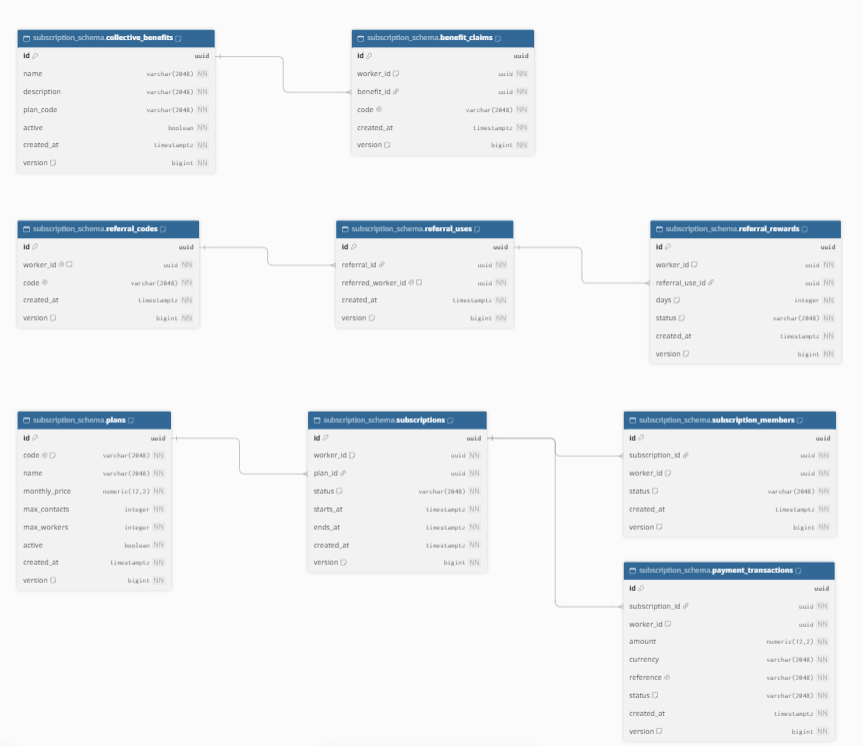 subscription_schema.collective_benefits
id uuid
name varchar(2048) NN
description varchar(2048) NN
plan_code varchar(2048) NN
active boolean NN
created_at timestamptz NN
version bigint NN
subscription_schema.benefit_claims
id uuid
worker_id uuid NN
benefit_id uuid NN
code varchar(2048) NN
created_at timestamptz NN
version bigint NN
subscription_schema.referral_codes
id uuid
worker_id uuid NN
code varchar(2048) NN
created_at timestamptz NN
version bigint NN
subscription_schema.referral_uses
id uuid
referral_id uuid NN
referred_worker_id uuid NN
created_at timestamptz NN
version bigint NN
subscription_schema.referral_rewards
id uuid
worker_id uuid NN
referral_use_id uuid NN
days integer NN
status varchar(2048) NN
created_at timestamptz NN
version bigint NN
subscription_schema.plans
id uuid
code varchar(2048) NN
name varchar(2048) NN
monthly_price numeric(12,2) NN
max_contacts integer NN
max_workers integer NN
active boolean NN
created_at timestamptz NN
version bigint NN
subscription_schema.subscriptions
id uuid
worker_id uuid NN
plan_id uuid NN
status varchar(2048) NN
starts_at timestamptz NN
ends_at timestamptz NN
created_at timestamptz NN
version bigint NN
subscription_schema.subscription_members
id uuid
subscription_id uuid NN
worker_id uuid NN
status varchar(2048) NN
created_at timestamptz NN
version bigint NN
subscription_schema.payment_transactions
id uuid
subscription_id uuid NN
worker_id uuid NN
amount numeric(12,2) NN
currency varchar(2048) NN
reference varchar(2048) NN
status varchar(2048) NN
created_at timestamptz NN
version bigint NN